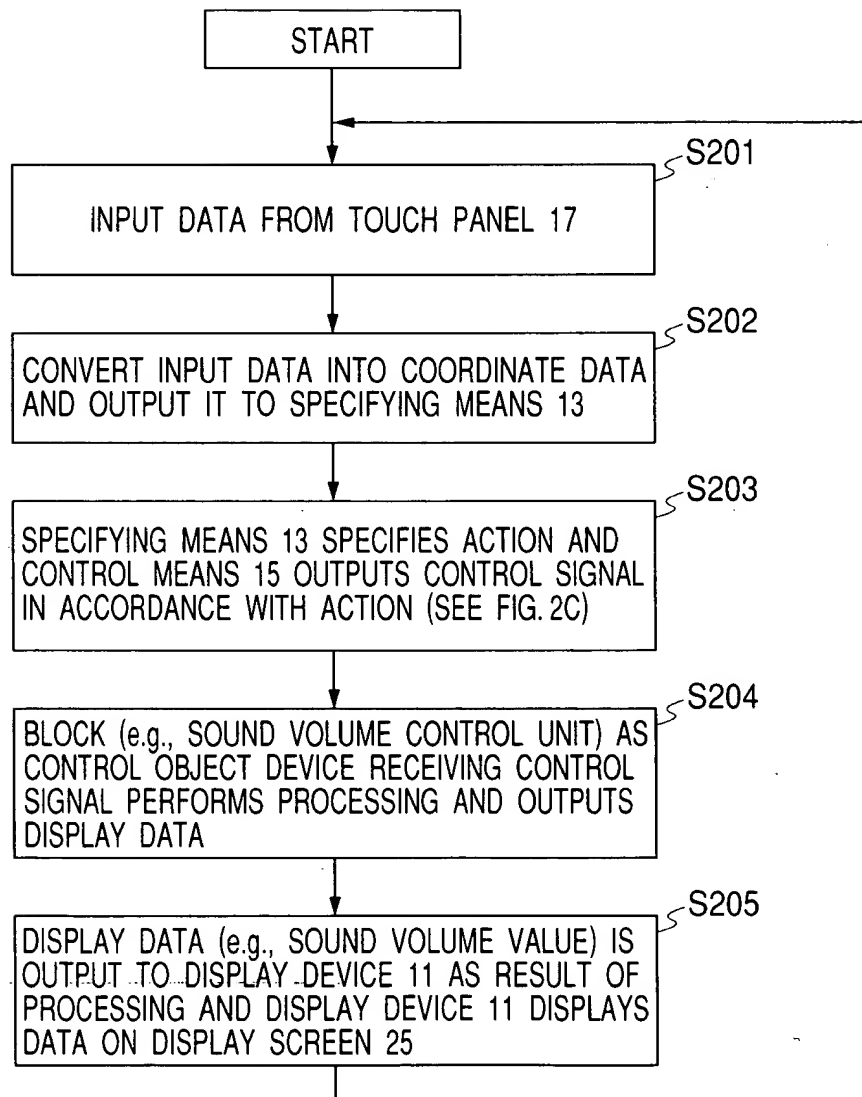 START
S201
INPUT DATA FROM TOUCH PANEL 17
S202
CONVERT INPUT DATA INTO COORDINATE DATA
AND OUTPUT IT TO SPECIFYING MEANS 13
S203
SPECIFYING MEANS 13 SPECIFIES ACTION AND
CONTROL MEANS 15 OUTPUTS CONTROL SIGNAL
IN ACCORDANCE WITH ACTION (SEE FIG. 2C)
S204
BLOCK (e.g., SOUND VOLUME CONTROL UNIT) AS
CONTROL OBJECT DEVICE RECEIVING CONTROL
SIGNAL PERFORMS PROCESSING AND OUTPUTS
DISPLAY DATA
S205
DISPLAY DATA (e.g., SOUND VOLUME VALUE) IS
OUTPUT TO DISPLAY DEVICE 11 AS RESULT OF
PROCESSING AND DISPLAY DEVICE 11 DISPLAYS
DATA ON DISPLAY SCREEN 25